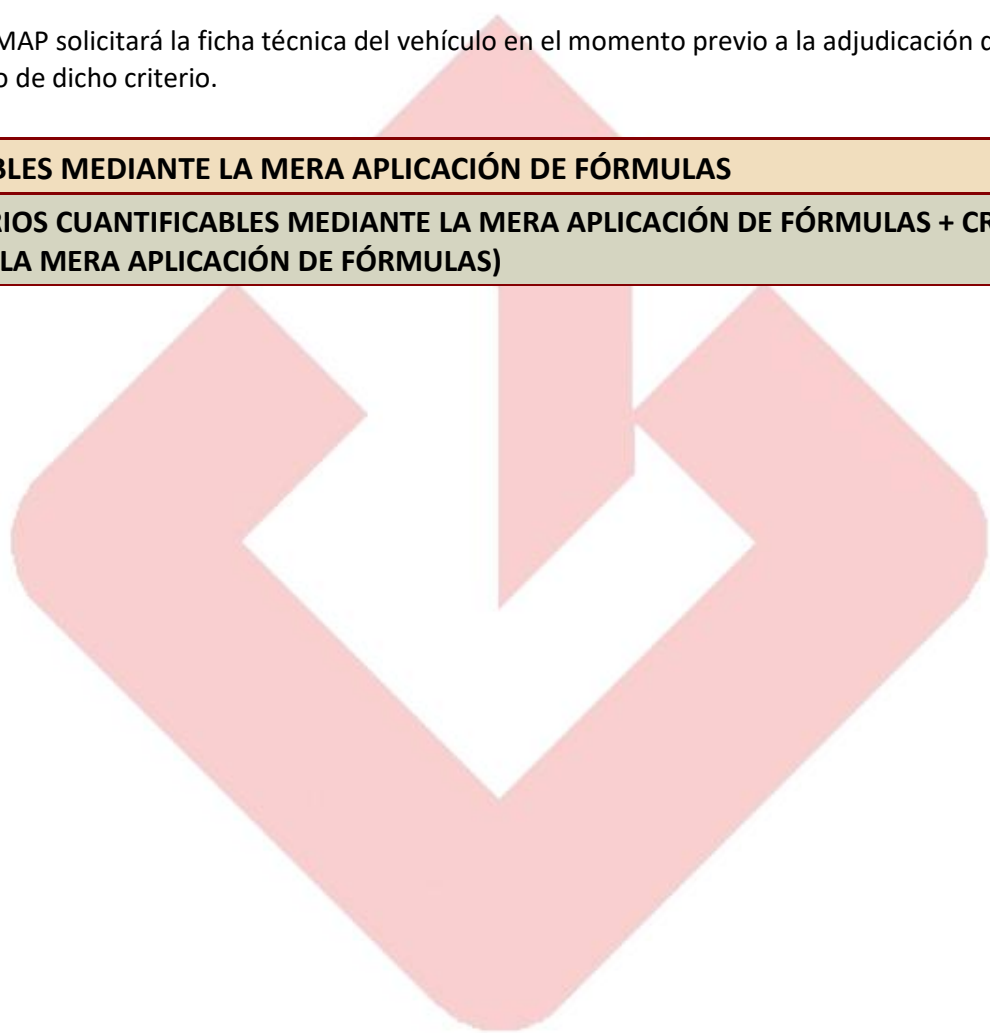 MAP solicitará la ficha técnica del vehículo en el momento previo a la adjudicación
o de dicho criterio.
BLES MEDIANTE LA MERA APLICACIÓN DE FÓRMULAS
RIOS CUANTIFICABLES MEDIANTE LA MERA APLICACIÓN DE FÓRMULAS + CR
LA MERA APLICACIÓN DE FÓRMULAS)